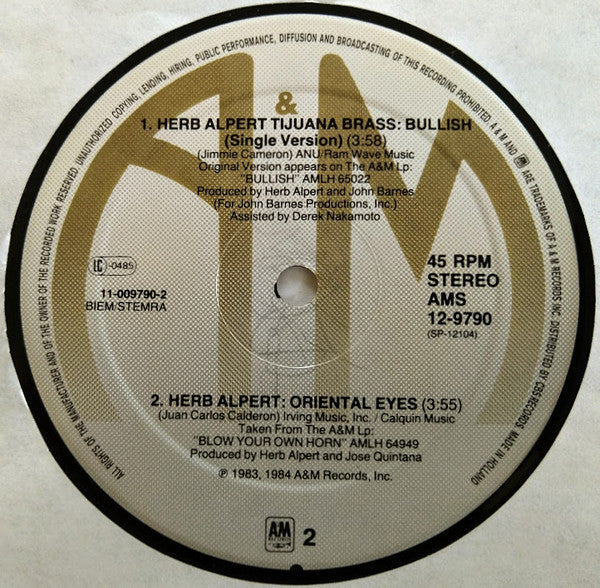 ALL RIGHTS OF THE MANUFACTURER AND OF THE OWNER OF THE RECORDED WORK RESERVED. UNAUTHORIZED COPYING, LENDING, HIRING, PUBLIC PERFORMANCE, DIFFUSION AND BROADCASTING OF THIS RECORDING PROHIBITED. A & M AND A&M ARE TRADEMARKS OF A & M RECORDS INC. DISTRIBUTED BY CBS RECORDS. MADE IN HOLLAND
A&M
1. HERB ALPERT TIJUANA BRASS: BULLISH
(Single Version) (3:58)
(Jimmie Cameron) ANU/Ram Wave Music
Original Version appears on The A&M Lp:
"BULLISH" AMLH 65022
Produced by Herb Alpert and John Barnes
(For John Barnes Productions, Inc.)
Assisted by Derek Nakamoto
LC-0485
11-009790-2
BIEM/STEMRA
45 RPM
STEREO
AMS
12-9790
(SP-12104)
2. HERB ALPERT: ORIENTAL EYES (3:55)
(Juan Carlos Calderon) Irving Music, Inc. / Calquin Music
Taken From The A&M Lp:
"BLOW YOUR OWN HORN" AMLH 64949
Produced by Herb Alpert and Jose Quintana
℗ 1983, 1984 A&M Records, Inc.
A&M
RECORDS
2